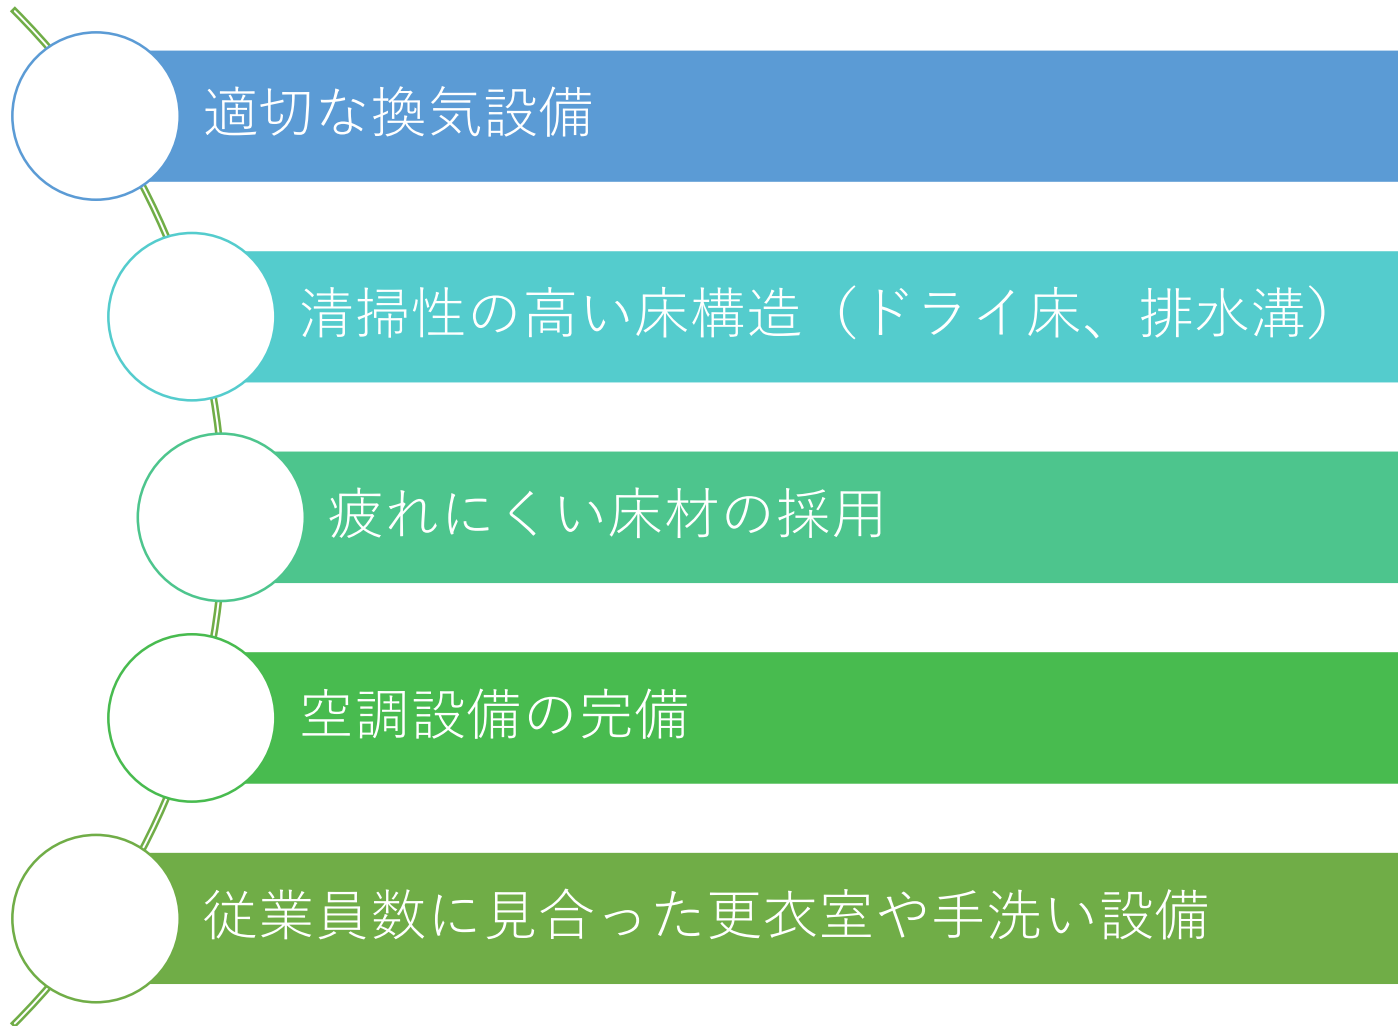 適切な換気設備
清掃性の高い床構造（ドライ床、排水溝）
疲れにくい床材の採用
空調設備の完備
従業員数に見合った更衣室や手洗い設備